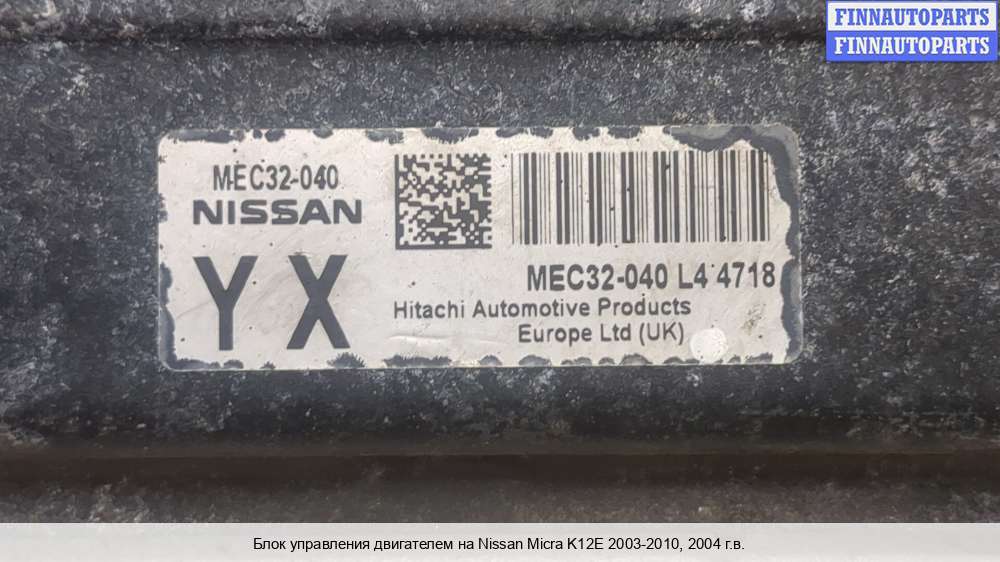 FINNAUTOPARTS
FINNAUTOPARTS
MEC32-040
NISSAN
YX
MEC32-040 L4 4718
Hitachi Automotive Products
Europe Ltd (UK)
Блок управления двигателем на Nissan Micra K12E 2003-2010, 2004 г.в.